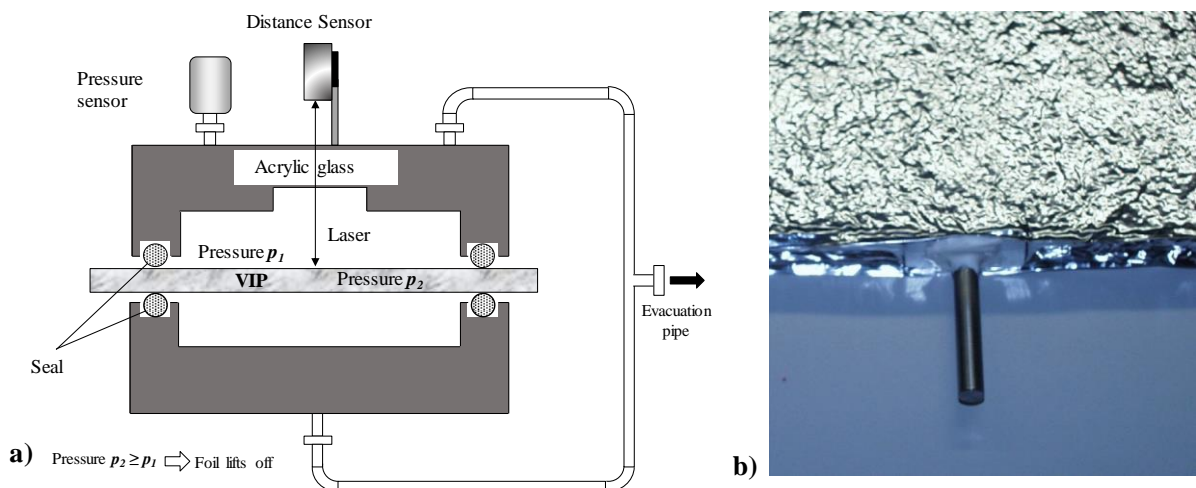 Distance Sensor
Pressure
sensor
Acrylic glass
Laser
Pressure p₁
VIP
Pressure p₂
Evacuation
pipe
Seal
a)
Pressure p₂ ≥ p₁ ⇨ Foil lifts off
b)